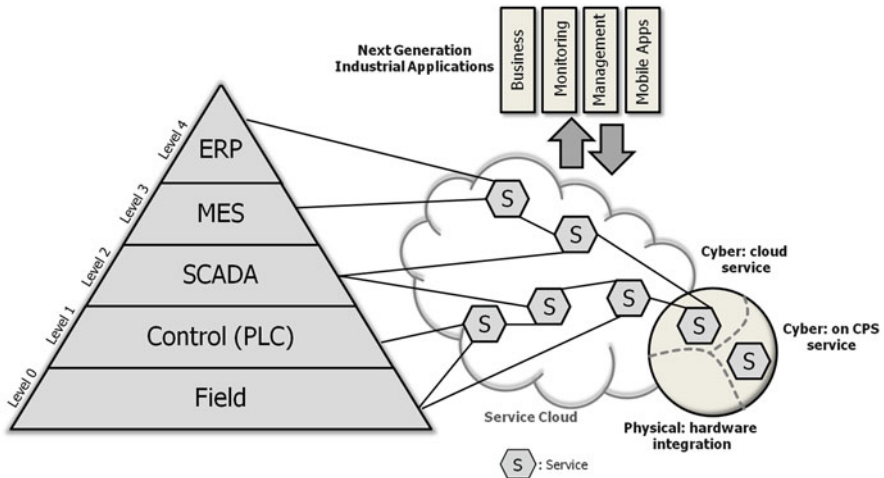 Next Generation
Industrial Applications
Business
Monitoring
Management
Mobile Apps
Level 4
ERP
Level 3
MES
Level 2
SCADA
Level 1
Control (PLC)
Level 0
Field
S
S
S
S
S
S
S
Cyber: cloud
service
Cyber: on CPS
service
Physical: hardware
integration
Service Cloud
S : Service